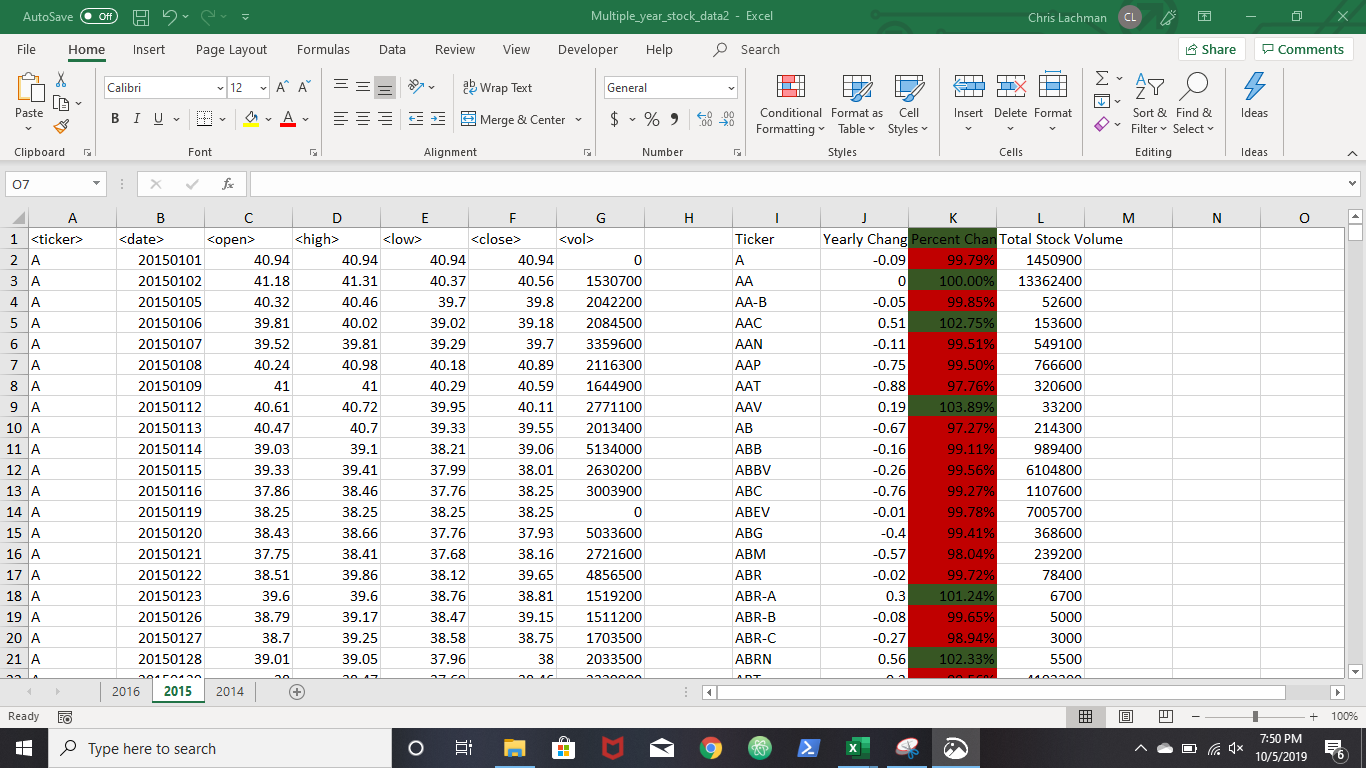 AutoSave Off Multiple_year_stock_data2 - Excel Chris Lachman CL
File Home Insert Page Layout Formulas Data Review View Developer Help Search Share Comments
Calibri 12 A A ab Wrap Text General
Paste B I U A Merge & Center $ % Conditional Formatting Format as Table Cell Styles Insert Delete Format Sort & Filter Find & Select Ideas
Clipboard Font Alignment Number Styles Cells Editing Ideas
O7 fx
A B C D E F G H I J K L M N O
1 <ticker> <date> <open> <high> <low> <close> <vol> Ticker Yearly Chang Percent Chan Total Stock Volume
2 A 20150101 40.94 40.94 40.94 40.94 0 A -0.09 99.79% 1450900
3 A 20150102 41.18 41.31 40.37 40.56 1530700 AA 0 100.00% 13362400
4 A 20150105 40.32 40.46 39.7 39.8 2042200 AA-B -0.05 99.85% 52600
5 A 20150106 39.81 40.02 39.02 39.18 2084500 AAC 0.51 102.75% 153600
6 A 20150107 39.52 39.81 39.29 39.7 3359600 AAN -0.11 99.51% 549100
7 A 20150108 40.24 40.98 40.18 40.89 2116300 AAP -0.75 99.50% 766600
8 A 20150109 41 41 40.29 40.59 1644900 AAT -0.88 97.76% 320600
9 A 20150112 40.61 40.72 39.95 40.11 2771100 AAV 0.19 103.89% 33200
10 A 20150113 40.47 40.7 39.33 39.55 2013400 AB -0.67 97.27% 214300
11 A 20150114 39.03 39.1 38.21 39.06 5134000 ABB -0.16 99.11% 989400
12 A 20150115 39.33 39.41 37.99 38.01 2630200 ABBV -0.26 99.56% 6104800
13 A 20150116 37.86 38.46 37.76 38.25 3003900 ABC -0.76 99.27% 1107600
14 A 20150119 38.25 38.25 38.25 38.25 0 ABEV -0.01 99.78% 7005700
15 A 20150120 38.43 38.66 37.76 37.93 5033600 ABG -0.4 99.41% 368600
16 A 20150121 37.75 38.41 37.68 38.16 2721600 ABM -0.57 98.04% 239200
17 A 20150122 38.51 39.86 38.12 39.65 4856500 ABR -0.02 99.72% 78400
18 A 20150123 39.6 39.6 38.76 38.81 1519200 ABR-A 0.3 101.24% 6700
19 A 20150126 38.79 39.17 38.47 39.15 1511200 ABR-B -0.08 99.65% 5000
20 A 20150127 38.7 39.25 38.58 38.75 1703500 ABR-C -0.27 98.94% 3000
21 A 20150128 39.01 39.05 37.96 38 2033500 ABRN 0.56 102.33% 5500
2016 2015 2014
Ready 100%
Type here to search 7:50 PM
10/5/2019 6